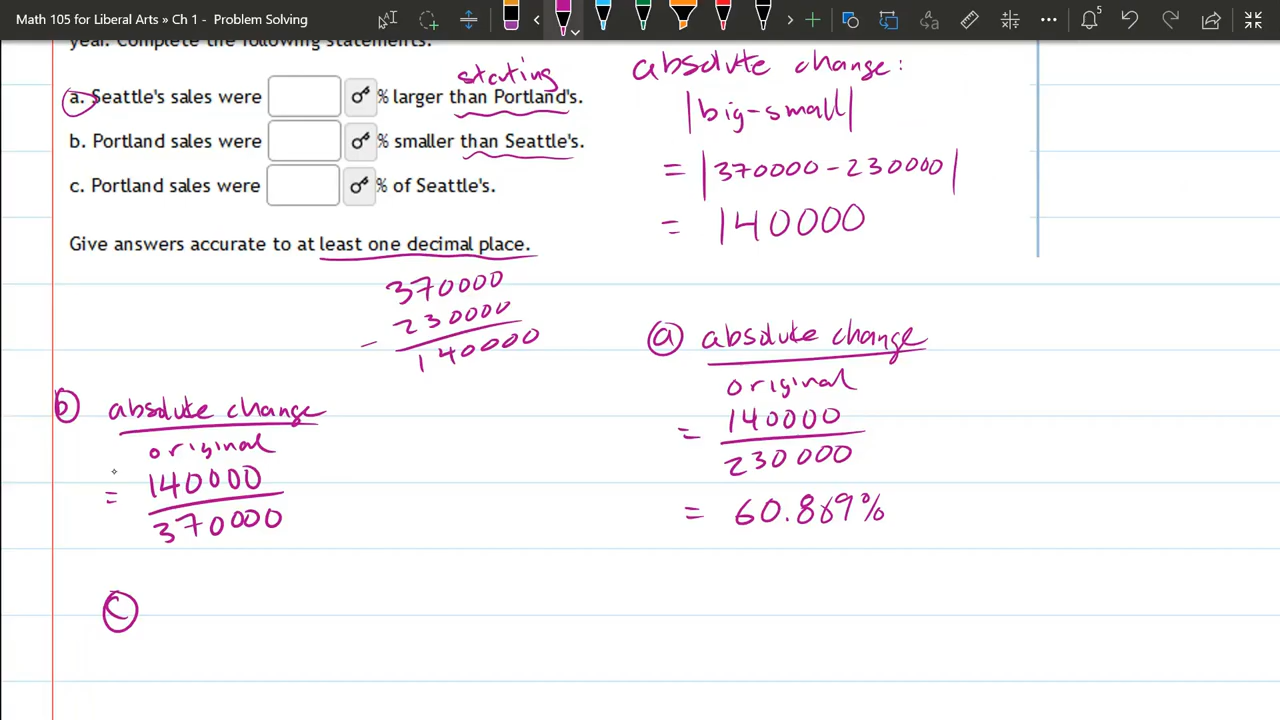 Math 105 for Liberal Arts » Ch 1 - Problem Solving
5
year. Complete the following statements.
starting
a. Seattle's sales were % larger than Portland's.
b. Portland sales were % smaller than Seattle's.
c. Portland sales were % of Seattle's.
Give answers accurate to at least one decimal place.
absolute change:
|big-small|
= |370000 - 230000|
= 140000
370000
- 230000
140000
a absolute change
original
= 140000
230000
= 60.869%
b absolute change
original
= 140000
370000
C